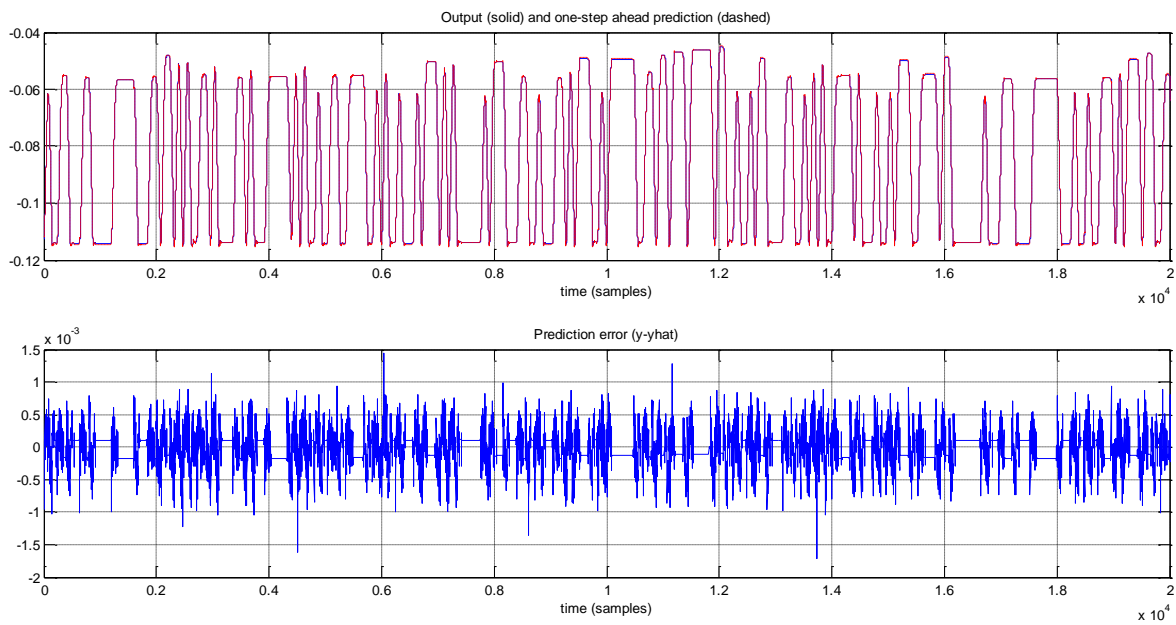 Output (solid) and one-step ahead prediction (dashed)
-0.04
-0.06
-0.08
-0.1
-0.12
0 0.2 0.4 0.6 0.8 1 1.2 1.4 1.6 1.8 2
time (samples)
x 10^4
x 10^-3
Prediction error (y-yhat)
1.5
1
0.5
0
-0.5
-1
-1.5
-2
0 0.2 0.4 0.6 0.8 1 1.2 1.4 1.6 1.8 2
time (samples)
x 10^4